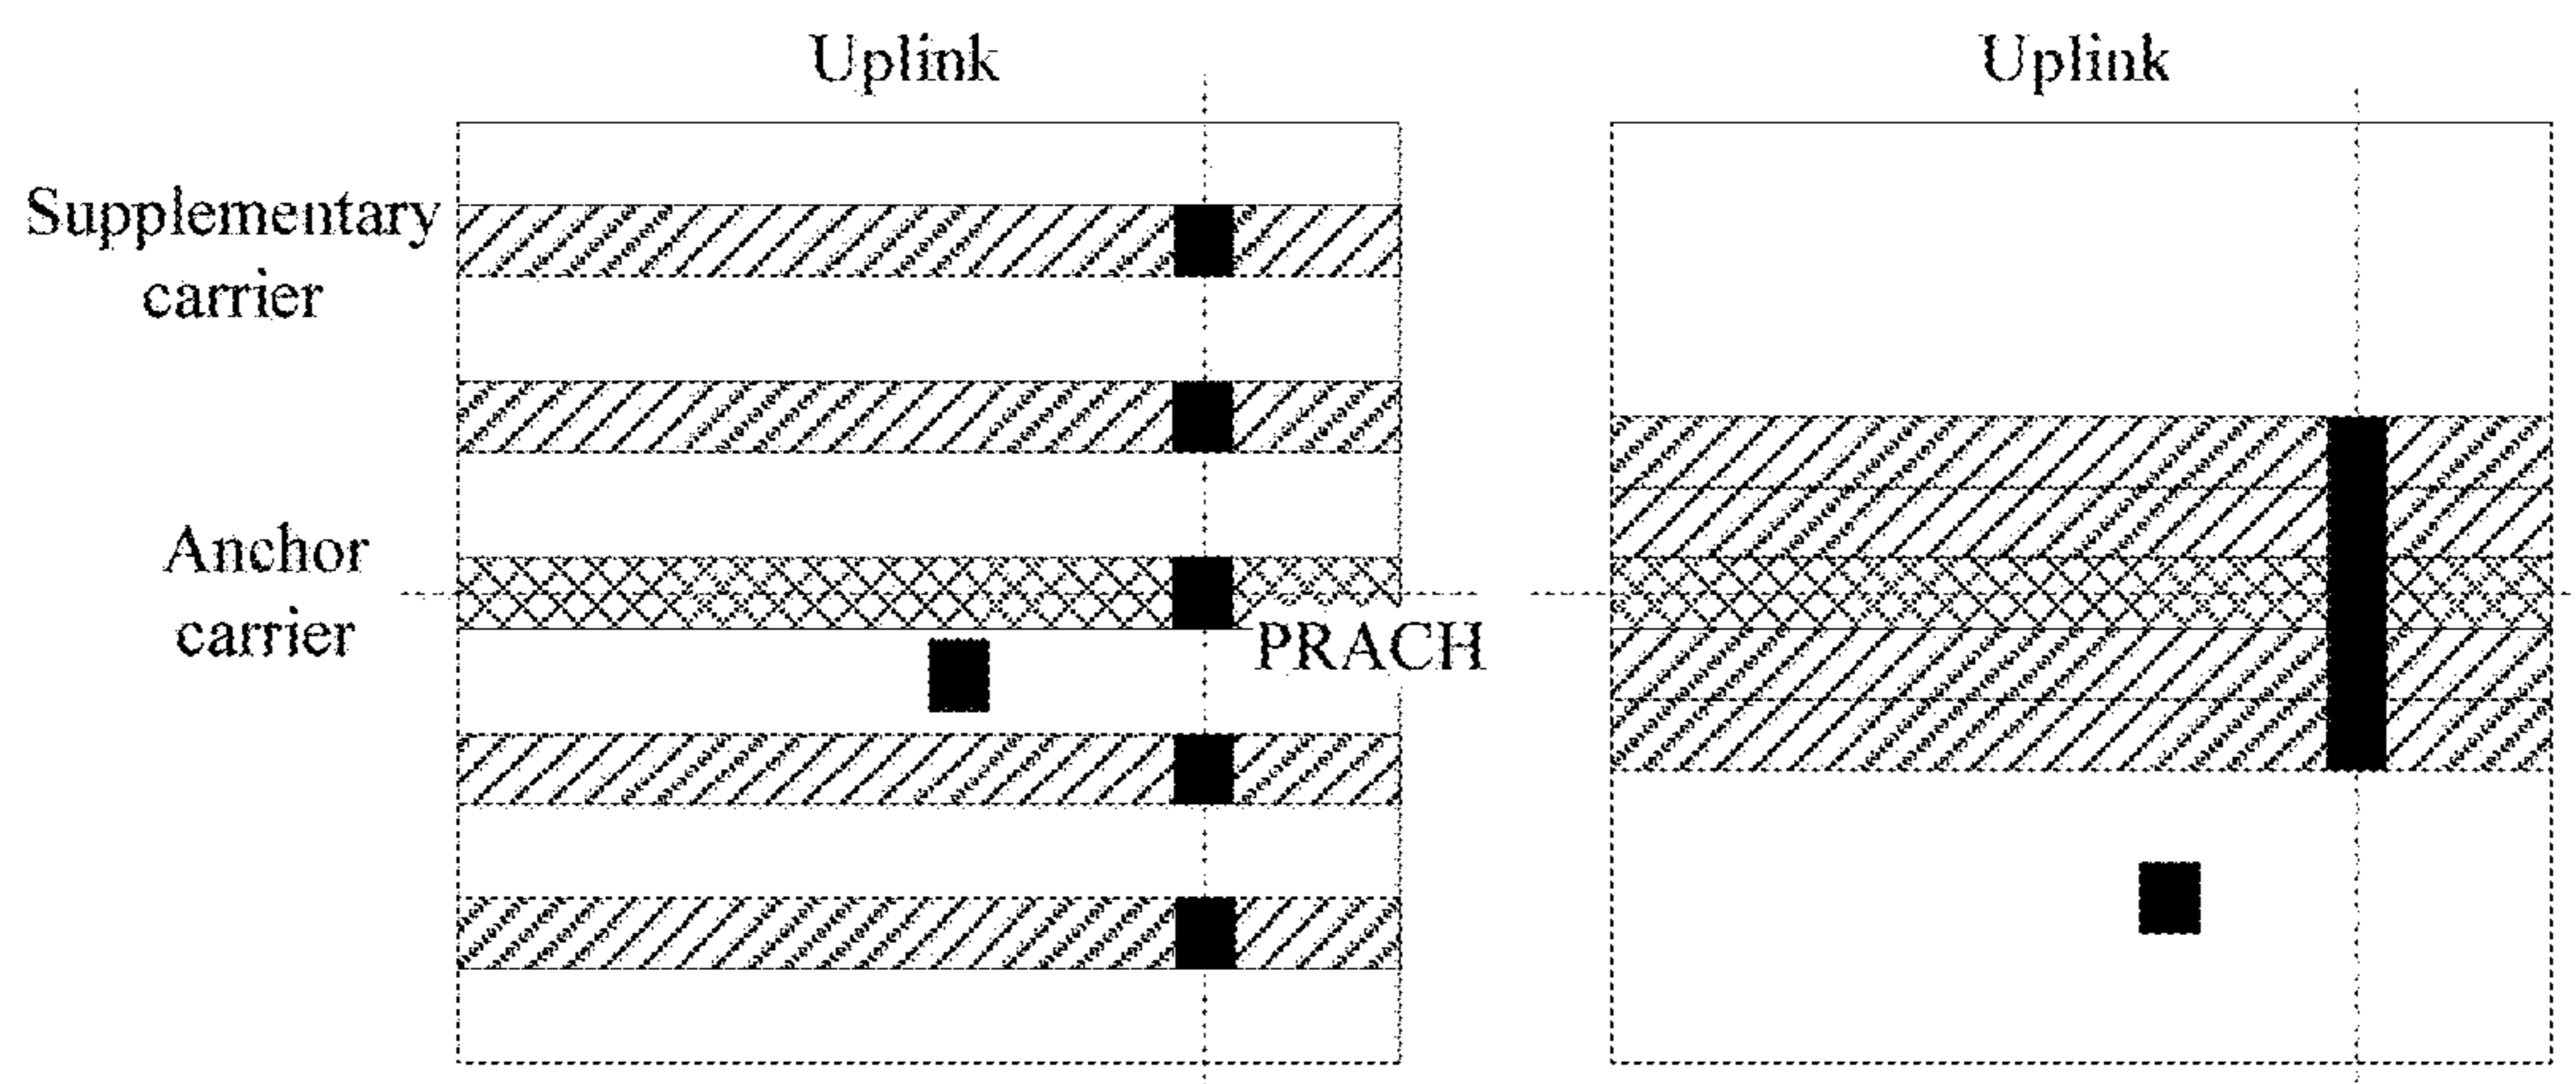 Uplink
Uplink
Supplementary
carrier
Anchor
carrier
PRACH